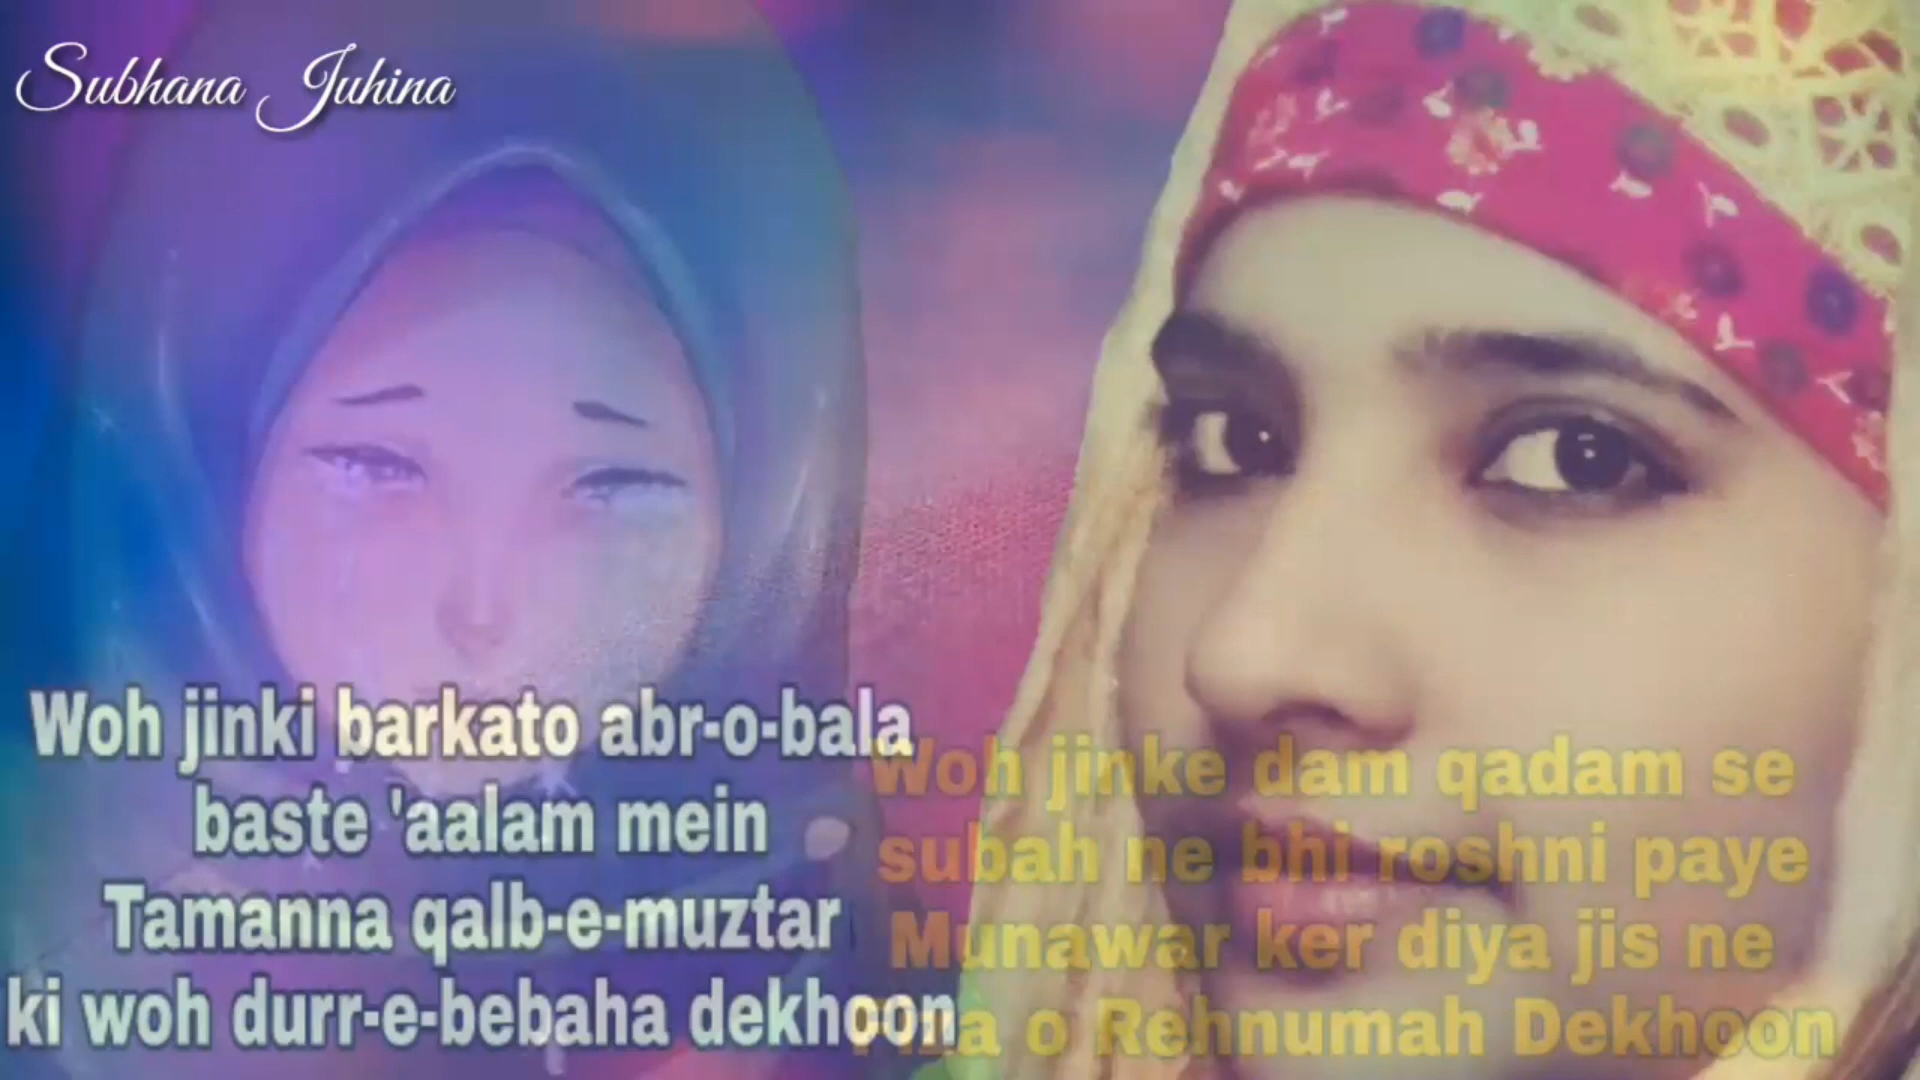 Subhana Juhina
Woh jinki barkato abr-o-bala
baste 'aalam mein
Tamanna qalb-e-muztar
ki woh durr-e-bebaha dekhoon
Woh jinke dam qadam se
subah ne bhi roshni paye
Munawar ker diya jis ne
o Rehnumah Dekhoon